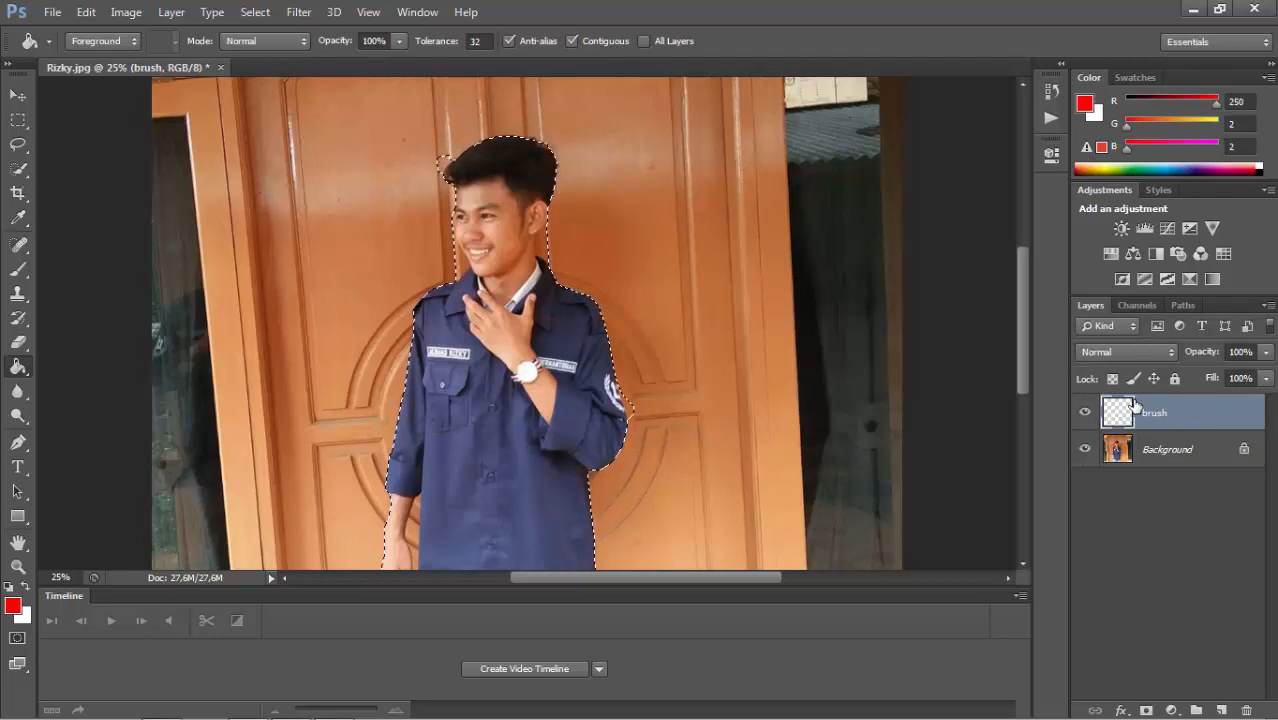 Ps File Edit Image Layer Type Select Filter 3D View Window Help
Foreground Mode: Normal Opacity: 100% Tolerance: 32 Anti-alias Contiguous All Layers Essentials
Rizky.jpg @ 25% (brush, RGB/8) * ×
Color Swatches
R 250
G 2
B 2
Adjustments Styles
Add an adjustment
Layers Channels Paths
Kind
Normal Opacity: 100%
Lock: Fill: 100%
brush
Background
25% Doc: 27,6M/27,6M
Timeline
Create Video Timeline